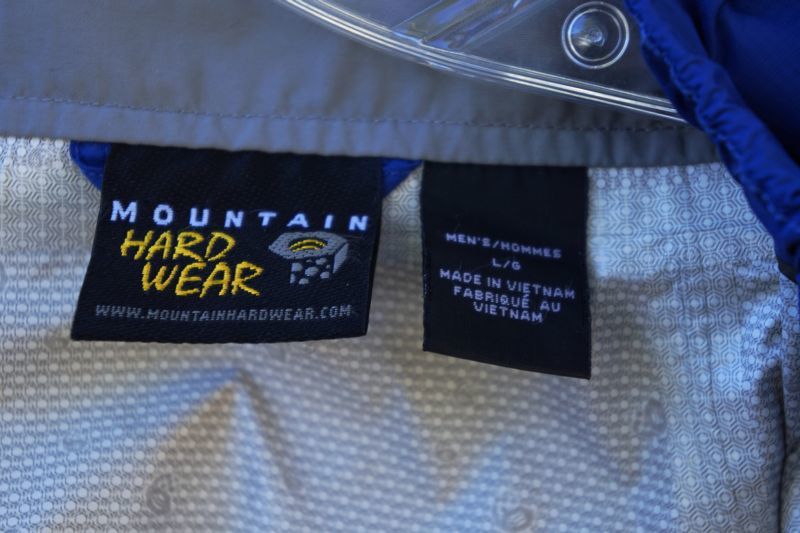 MOUNTAIN
HARD
WEAR
WWW.MOUNTAINHARDWEAR.COM
MEN'S/HOMMES
L/G
MADE IN VIETNAM
FABRIQUÉ AU
VIETNAM